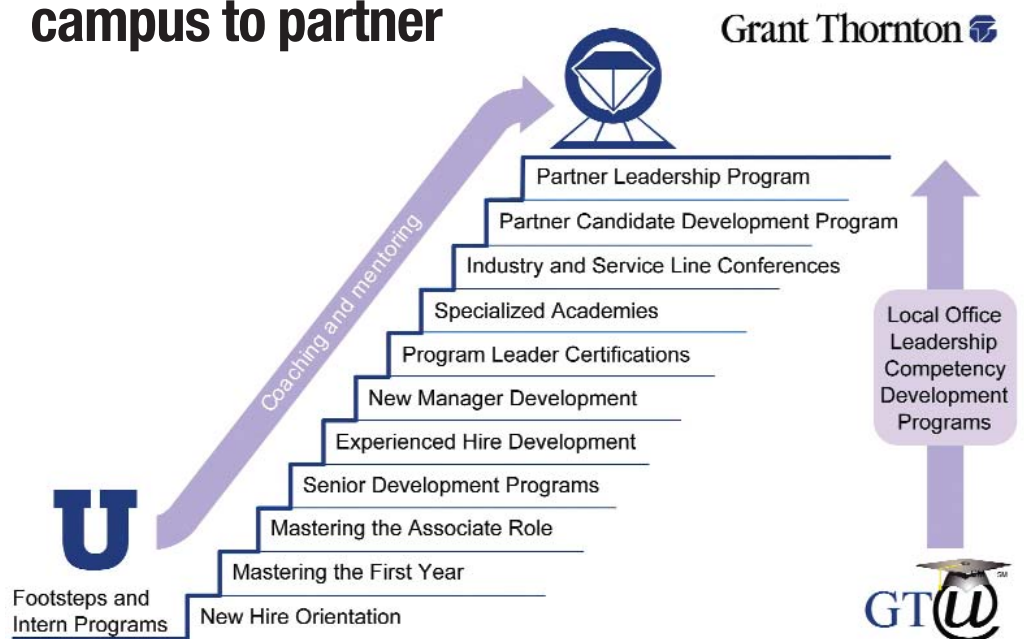 campus to partner
Grant Thornton
Partner Leadership Program
Partner Candidate Development Program
Industry and Service Line Conferences
Specialized Academies
Program Leader Certifications
New Manager Development
Experienced Hire Development
Senior Development Programs
Mastering the Associate Role
Mastering the First Year
New Hire Orientation
Coaching and mentoring
U
Footsteps and
Intern Programs
Local Office
Leadership
Competency
Development
Programs
GTU SM